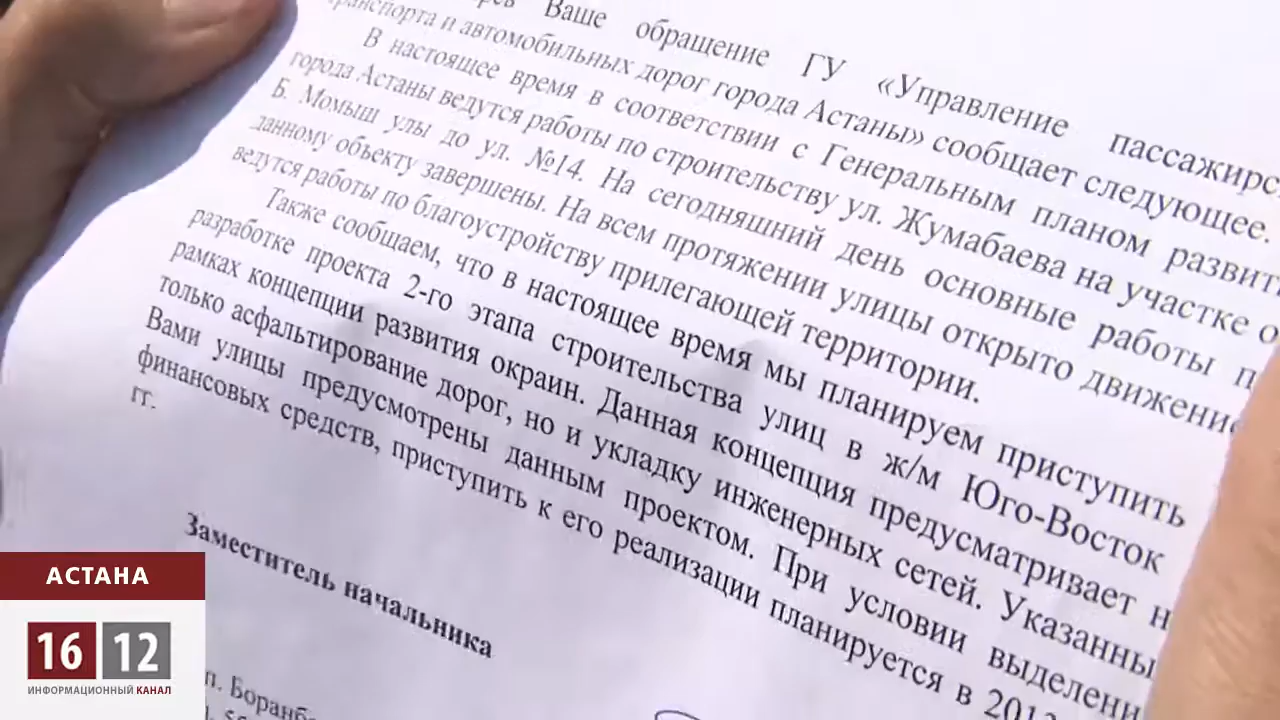 Ваше обращение ГУ «Управление
транспорта и автомобильных дорог города Астаны» сообщает следующее.
В настоящее время в соответствии с Генеральным планом
города Астаны ведутся работы по строительству ул. Жумабаева на участке
Б. Момыш улы до ул. №14. На сегодняшний день основные работы
данному объекту завершены. На всем протяжении улицы открыто движение
ведутся работы по благоустройству прилегающей территории.
Также сообщаем, что в настоящее время мы планируем приступить
разработке проекта 2-го этапа строительства улиц в ж/м Юго-Восток
рамках концепции развития окраин. Данная концепция предусматривает
только асфальтирование дорог, но и укладку инженерных сетей.
Вами улицы предусмотрены данным проектом. При условии
финансовых средств, приступить к его реализации планируется в
гг.
Заместитель начальника
АСТАНА
16 12
ИНФОРМАЦИОННЫЙ КАНАЛ